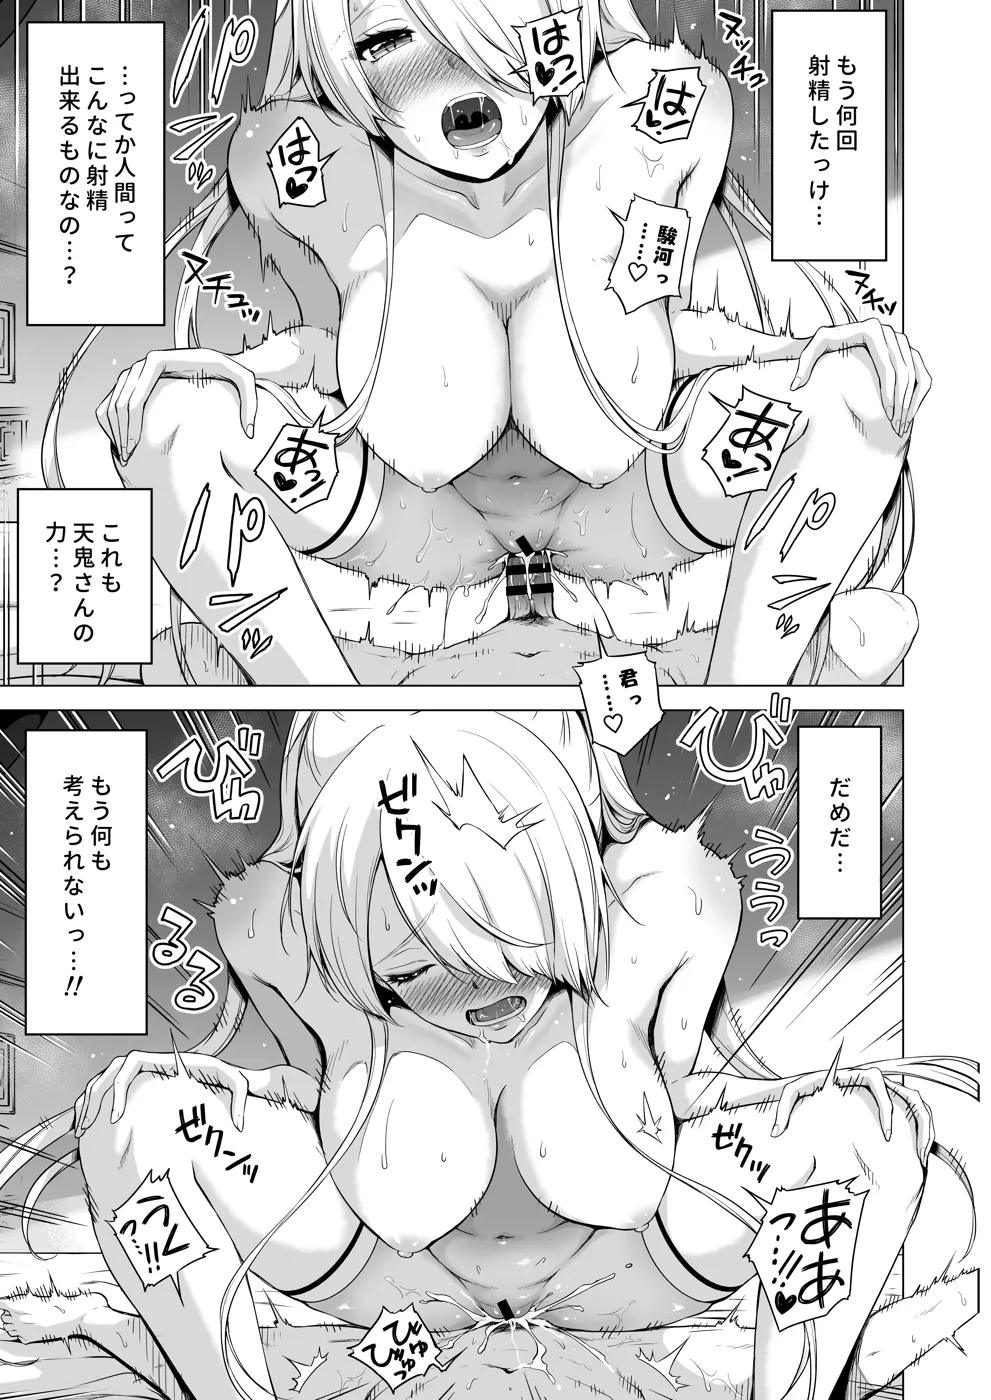 もう何回
射精したっけ…
…ってか人間って
こんなに射精
出来るものなの…？
はっ♥!
はっ♥!
はっ♥
駿河っ
……♡
ヌッチュ
ヌチュッ
ヌチッ
あっ♥!
あっ♥!
これも
天鬼さんの
力…？
君っ
……♡
だめだ…
もう何も
考えられないっ…!!
びゅ
びゅ
ゼクンッ
うううっ
るるる
ゼクンッ
ゼクッ
うく
っ…!!
ああ
っ…!!♥
びゅ
びゅっ